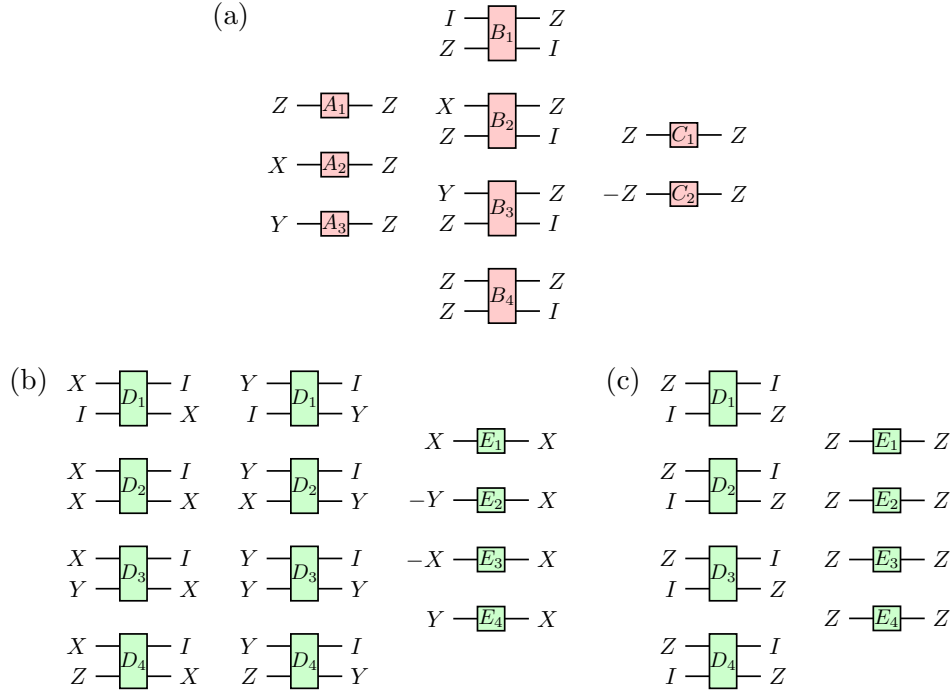 (a)
I B₁ Z
Z I
Z A₁ Z
X B₂ Z
Z I
Z C₁ Z
X A₂ Z
Y B₃ Z
Z I
−Z C₂ Z
Y A₃ Z
Z B₄ Z
Z I
(b)
X D₁ I
I X
Y D₁ I
I Y
X E₁ X
X D₂ I
X X
Y D₂ I
X Y
−Y E₂ X
X D₃ I
Y X
Y D₃ I
Y Y
−X E₃ X
X D₄ I
Z X
Y D₄ I
Z Y
Y E₄ X
(c)
Z D₁ I
I Z
Z E₁ Z
Z D₂ I
I Z
Z E₂ Z
Z D₃ I
I Z
Z E₃ Z
Z D₄ I
I Z
Z E₄ Z